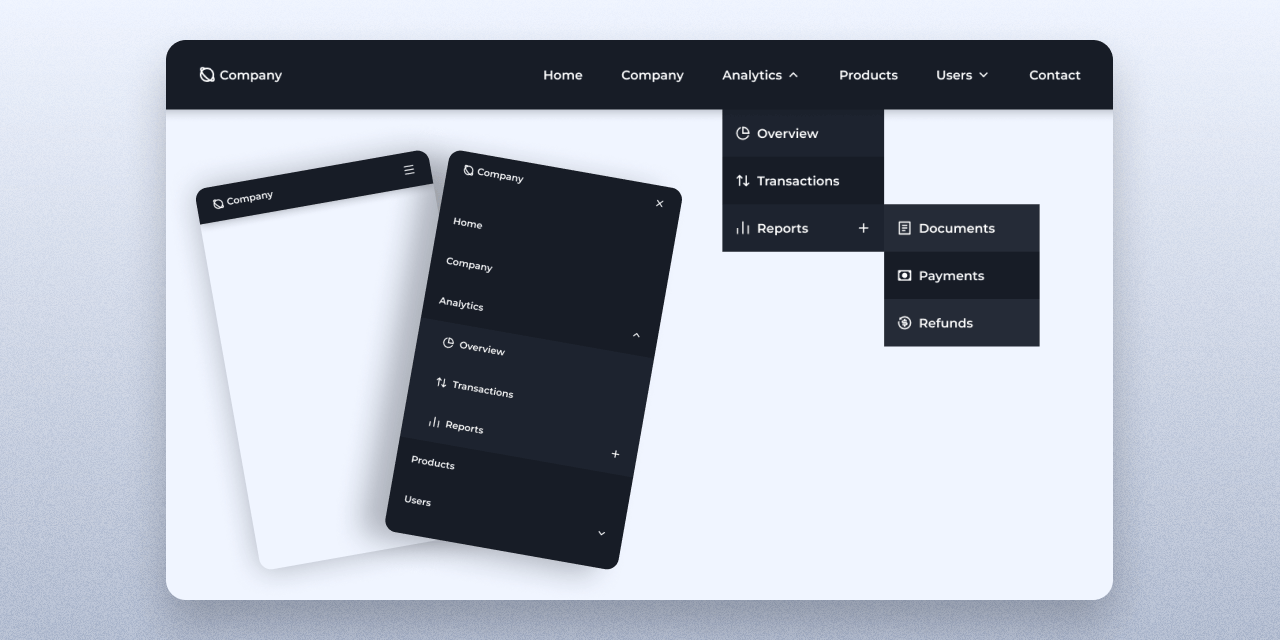 Company
Home
Company
Analytics
Products
Users
Contact
Overview
Transactions
Reports
Documents
Payments
Refunds
Company
Company
Home
Company
Analytics
Overview
Transactions
Reports
Products
Users